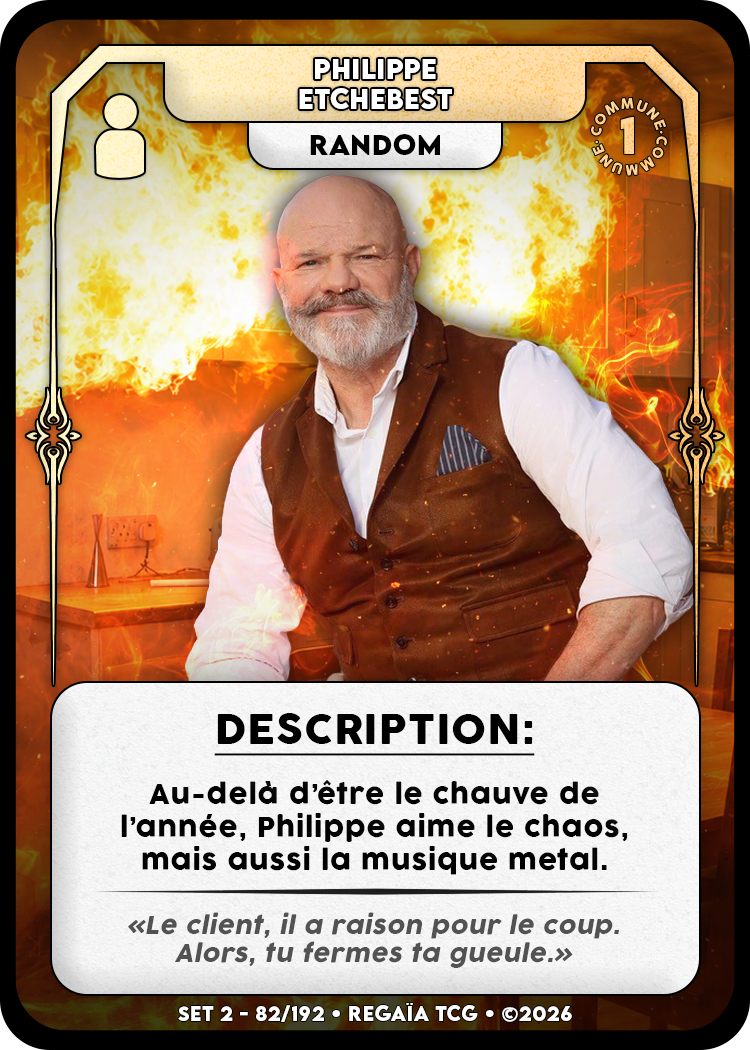 PHILIPPE
ETCHEBEST
RANDOM
COMMUNE·COMMUNE·
1
DESCRIPTION:
Au-delà d’être le chauve de
l’année, Philippe aime le chaos,
mais aussi la musique metal.
«Le client, il a raison pour le coup.
Alors, tu fermes ta gueule.»
SET 2 - 82/192 • REGAÏA TCG • ©2026